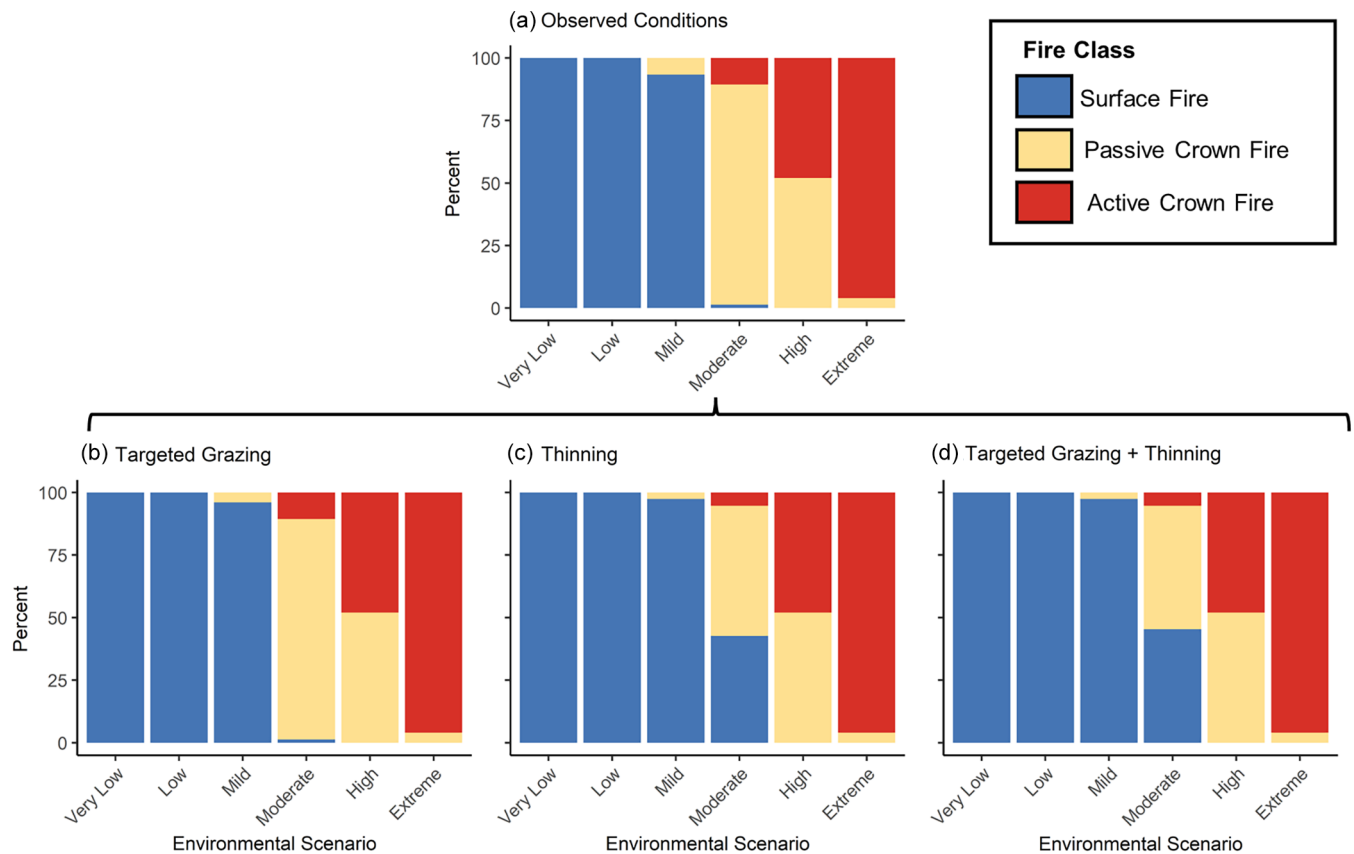 (a) Observed Conditions
Fire Class
Surface Fire
Passive Crown Fire
Active Crown Fire
Percent
100
75
50
25
0
Very Low
Low
Mild
Moderate
High
Extreme
(b) Targeted Grazing
Percent
100
75
50
25
0
Very Low
Low
Mild
Moderate
High
Extreme
Environmental Scenario
(c) Thinning
Very Low
Low
Mild
Moderate
High
Extreme
Environmental Scenario
(d) Targeted Grazing + Thinning
Very Low
Low
Mild
Moderate
High
Extreme
Environmental Scenario